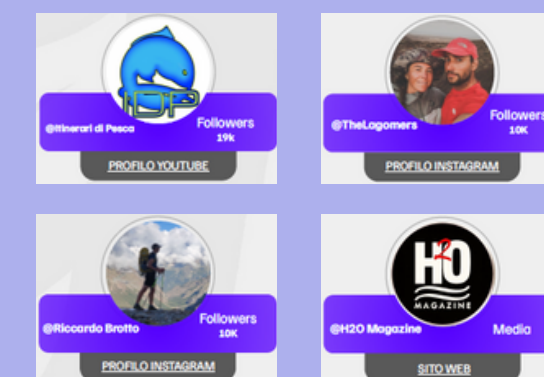 IDP
@Itinerari di Pesca
Followers
19k
PROFILO YOUTUBE
@TheLagomers
Followers
10K
PROFILO INSTAGRAM
@Riccardo Brotto
Followers
10K
PROFILO INSTAGRAM
H2O
MAGAZINE
@H2O Magazine
Media
SITO WEB